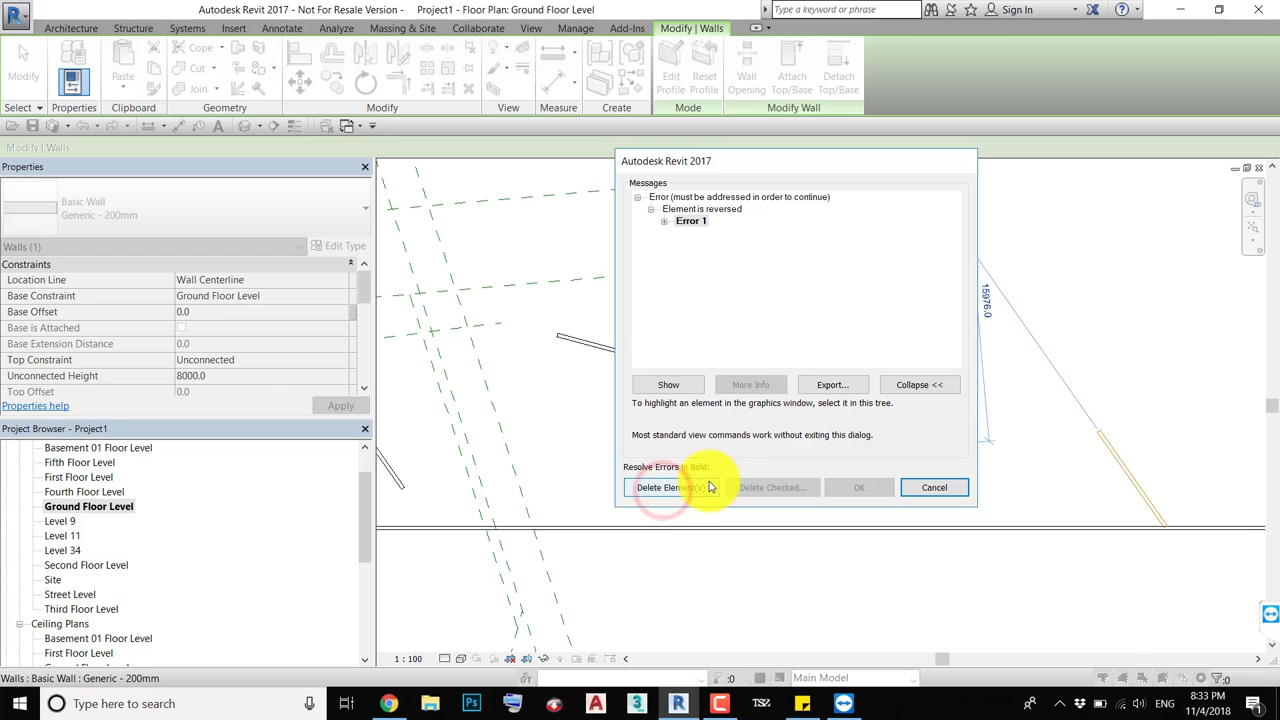 Autodesk Revit 2017 - Not For Resale Version - Project1 - Floor Plan: Ground Floor Level
Type a keyword or phrase
Sign In
Architecture Structure Systems Insert Annotate Analyze Massing & Site Collaborate View Manage Add-Ins Modify | Walls
Modify
Paste
Cope
Cut
Join
Edit Profile
Reset Profile
Wall Opening
Attach Top/Base
Detach Top/Base
Select Properties Clipboard Geometry Modify View Measure Create Mode Modify Wall
Modify | Walls
Properties
Basic Wall
Generic - 200mm
Walls (1) Edit Type
Constraints
Location Line Wall Centerline
Base Constraint Ground Floor Level
Base Offset 0.0
Base is Attached
Base Extension Distance 0.0
Top Constraint Unconnected
Unconnected Height 8000.0
Top Offset 0.0
Properties help Apply
Project Browser - Project1
Basement 01 Floor Level
Fifth Floor Level
First Floor Level
Fourth Floor Level
Ground Floor Level
Level 9
Level 11
Level 34
Second Floor Level
Site
Street Level
Third Floor Level
Ceiling Plans
Basement 01 Floor Level
First Floor Level
Autodesk Revit 2017
Messages
Error (must be addressed in order to continue)
Element is reversed
Error 1
Show More Info Export... Collapse <<
To highlight an element in the graphics window, select it in this tree.
Most standard view commands work without exiting this dialog.
Resolve Errors in Bold:
Delete Element(s) Delete Checked... OK Cancel
15976.0
1 : 100
Walls : Basic Wall : Generic - 200mm
:0
Main Model
:0
Type here to search
ENG
8:33 PM
11/4/2018